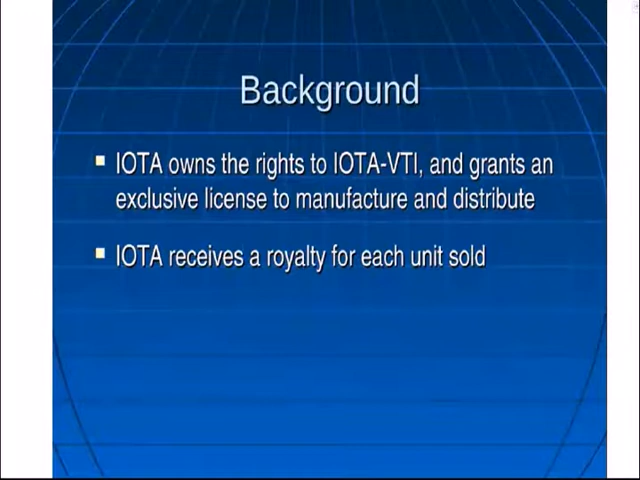 Background
IOTA owns the rights to IOTA-VTI, and grants an
exclusive license to manufacture and distribute
IOTA receives a royalty for each unit sold